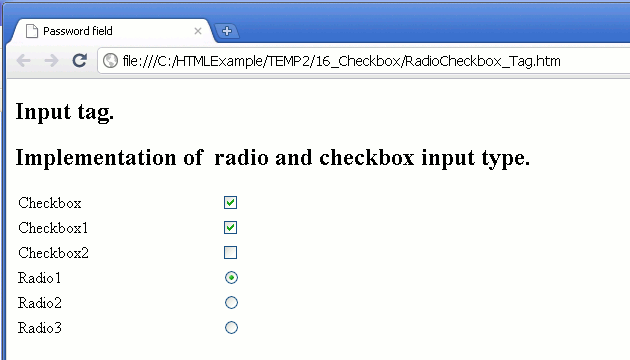 Password field
file:///C:/HTMLExample/TEMP2/16_Checkbox/RadioCheckbox_Tag.htm
Input tag.
Implementation of radio and checkbox input type.
Checkbox
Checkbox1
Checkbox2
Radio1
Radio2
Radio3